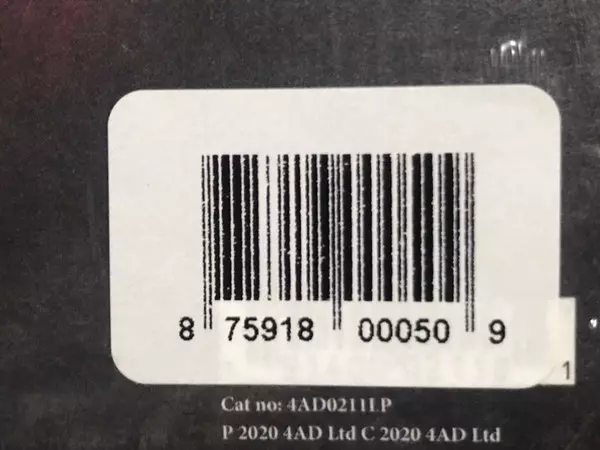 8 75918 00050 9
1
Cat no: 4AD0211LP
P 2020 4AD Ltd C 2020 4AD Ltd